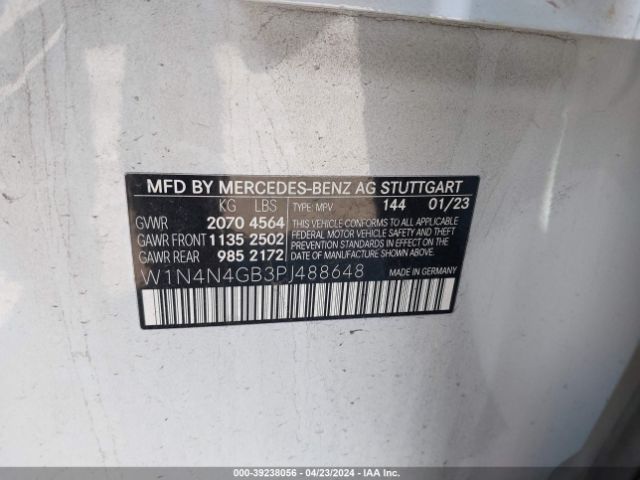 MFD BY MERCEDES-BENZ AG STUTTGART
KG LBS TYPE: MPV 144 01/23
GVWR 2070 4564
GAWR FRONT 1135 2502
GAWR REAR 985 2172
THIS VEHICLE CONFORMS TO ALL APPLICABLE
FEDERAL MOTOR VEHICLE SAFETY AND THEFT
PREVENTION STANDARDS IN EFFECT ON THE DATE
OF MANUFACTURE SHOWN ABOVE.
W1N4N4GB3PJ488648
MADE IN GERMANY
000-39238056 - 04/23/2024 - IAA Inc.